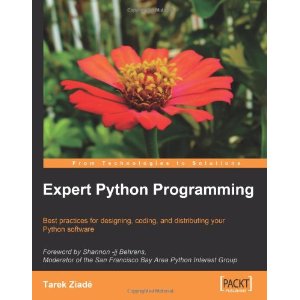 From Technologies to Solutions
Expert Python Programming
Best practices for designing, coding, and distributing your
Python software
Foreword by Shannon -jj Behrens,
Moderator of the San Francisco Bay Area Python Interest Group
Tarek Ziadé
PACKT
PUBLISHING